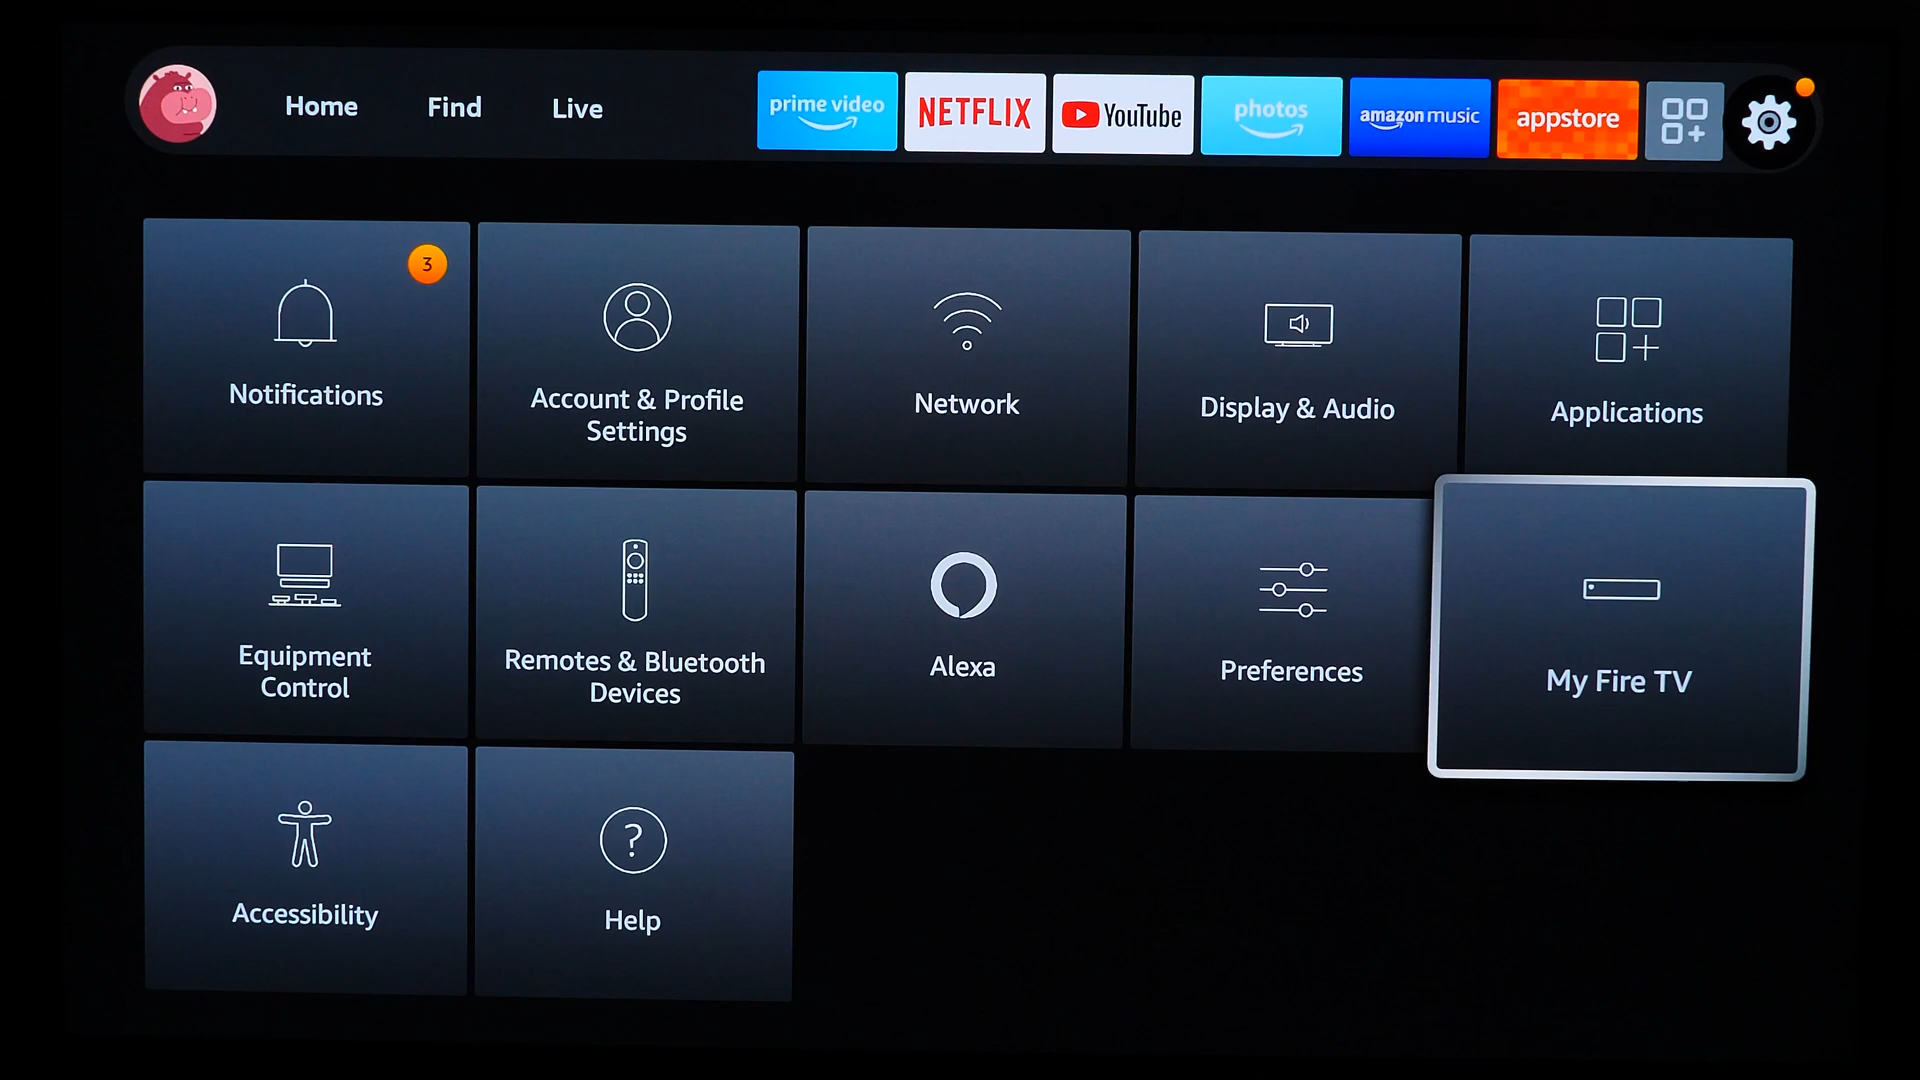 Home
Find
Live
prime video
NETFLIX
YouTube
photos
amazon music
appstore
3
Notifications
Account & Profile
Settings
Network
Display & Audio
Applications
Equipment
Control
Remotes & Bluetooth
Devices
Alexa
Preferences
My Fire TV
Accessibility
?
Help